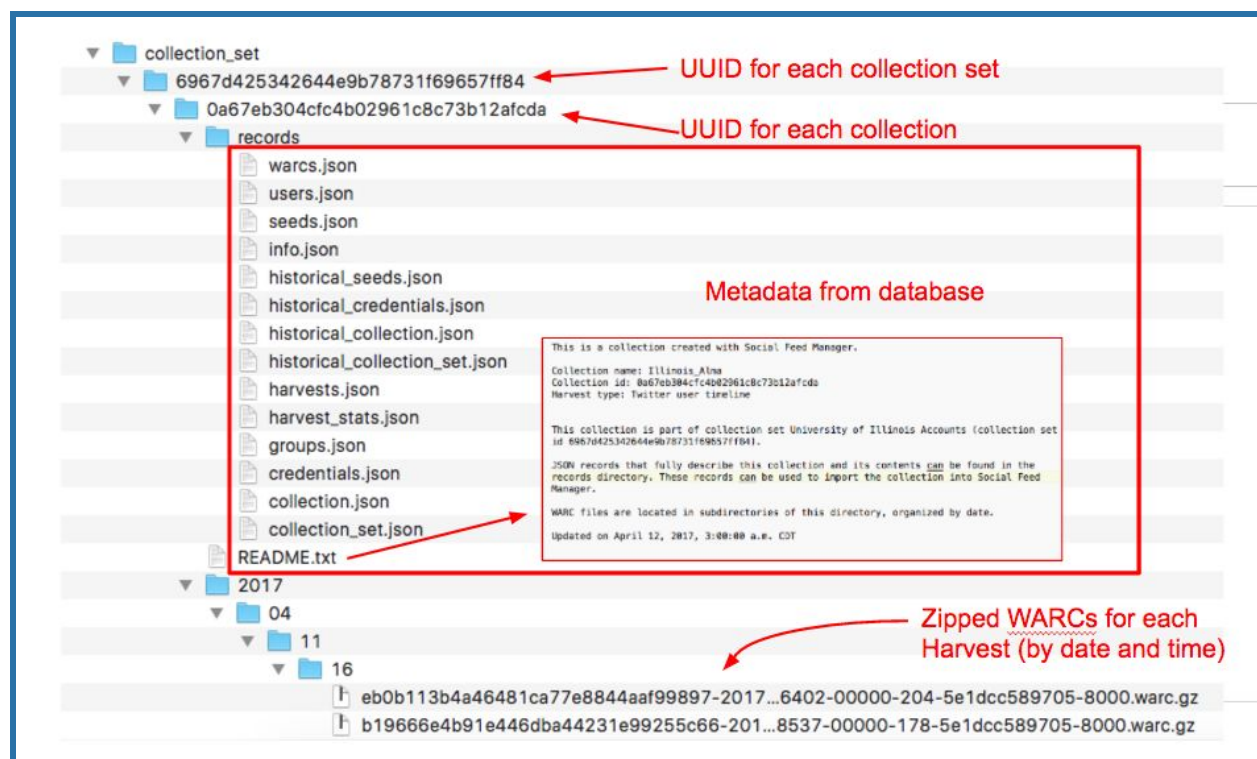 collection_set
6967d425342644e9b78731f69657ff84
UUID for each collection set
0a67eb304cfc4b02961c8c73b12afcda
UUID for each collection
records
warcs.json
users.json
seeds.json
info.json
historical_seeds.json
historical_credentials.json
historical_collection.json
historical_collection_set.json
harvests.json
harvest_stats.json
groups.json
credentials.json
collection.json
collection_set.json
README.txt
Metadata from database
This is a collection created with Social Feed Manager.
Collection name: Illinois_Alma
Collection id: 0a67eb304cfc4b02961c8c73b12afcda
Harvest type: Twitter user timeline
This collection is part of collection set University of Illinois Accounts (collection set
id 6967d425342644e9b78731f69657ff84).
JSON records that fully describe this collection and its contents can be found in the
records directory. These records can be used to import the collection into Social Feed
Manager.
WARC files are located in subdirectories of this directory, organized by date.
Updated on April 12, 2017, 3:00:00 a.m. CDT
2017
04
11
16
Zipped WARCs for each
Harvest (by date and time)
eb0b113b4a46481ca77e8844aaf99897-2017...6402-00000-204-5e1dcc589705-8000.warc.gz
b19666e4b91e446dba44231e99255c66-201...8537-00000-178-5e1dcc589705-8000.warc.gz